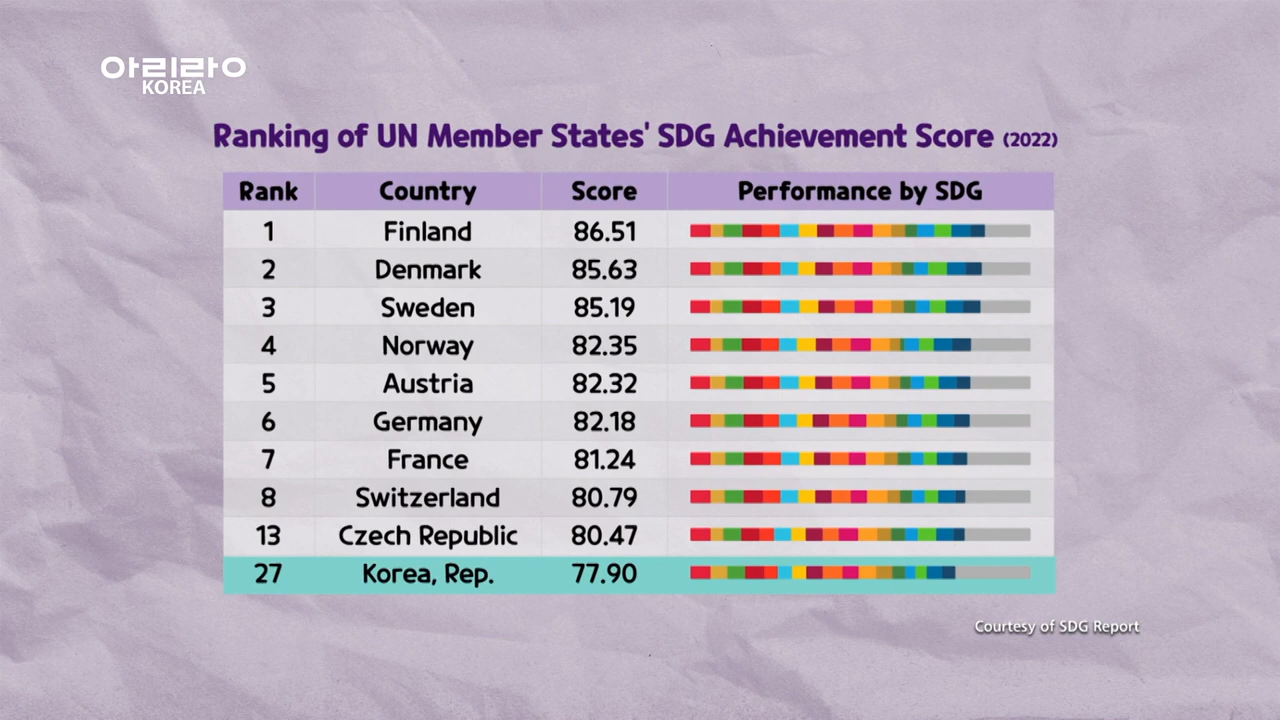 아리랑
KOREA
Ranking of UN Member States' SDG Achievement Score (2022)
Rank Country Score Performance by SDG
1 Finland 86.51
2 Denmark 85.63
3 Sweden 85.19
4 Norway 82.35
5 Austria 82.32
6 Germany 82.18
7 France 81.24
8 Switzerland 80.79
13 Czech Republic 80.47
27 Korea, Rep. 77.90
Courtesy of SDG Report